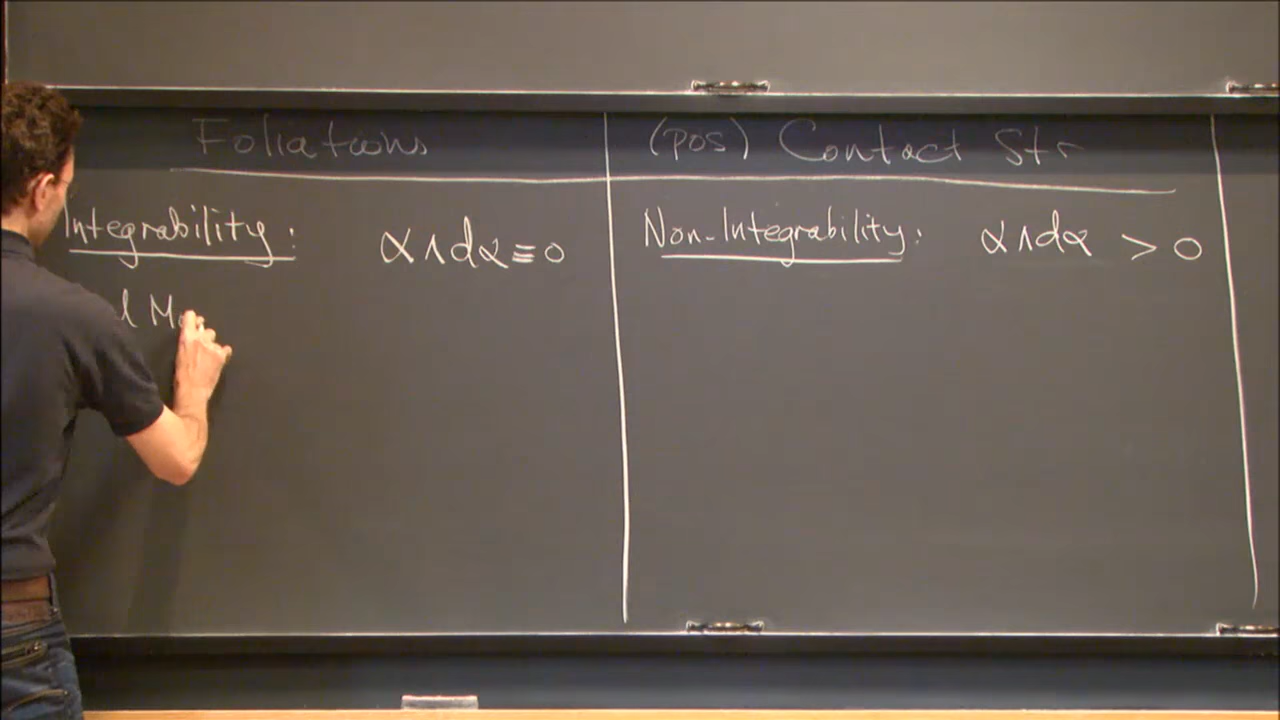 Foliations
(pos) Contact Str
Integrability: α∧dα≡0
Non-Integrability: α∧dα > 0